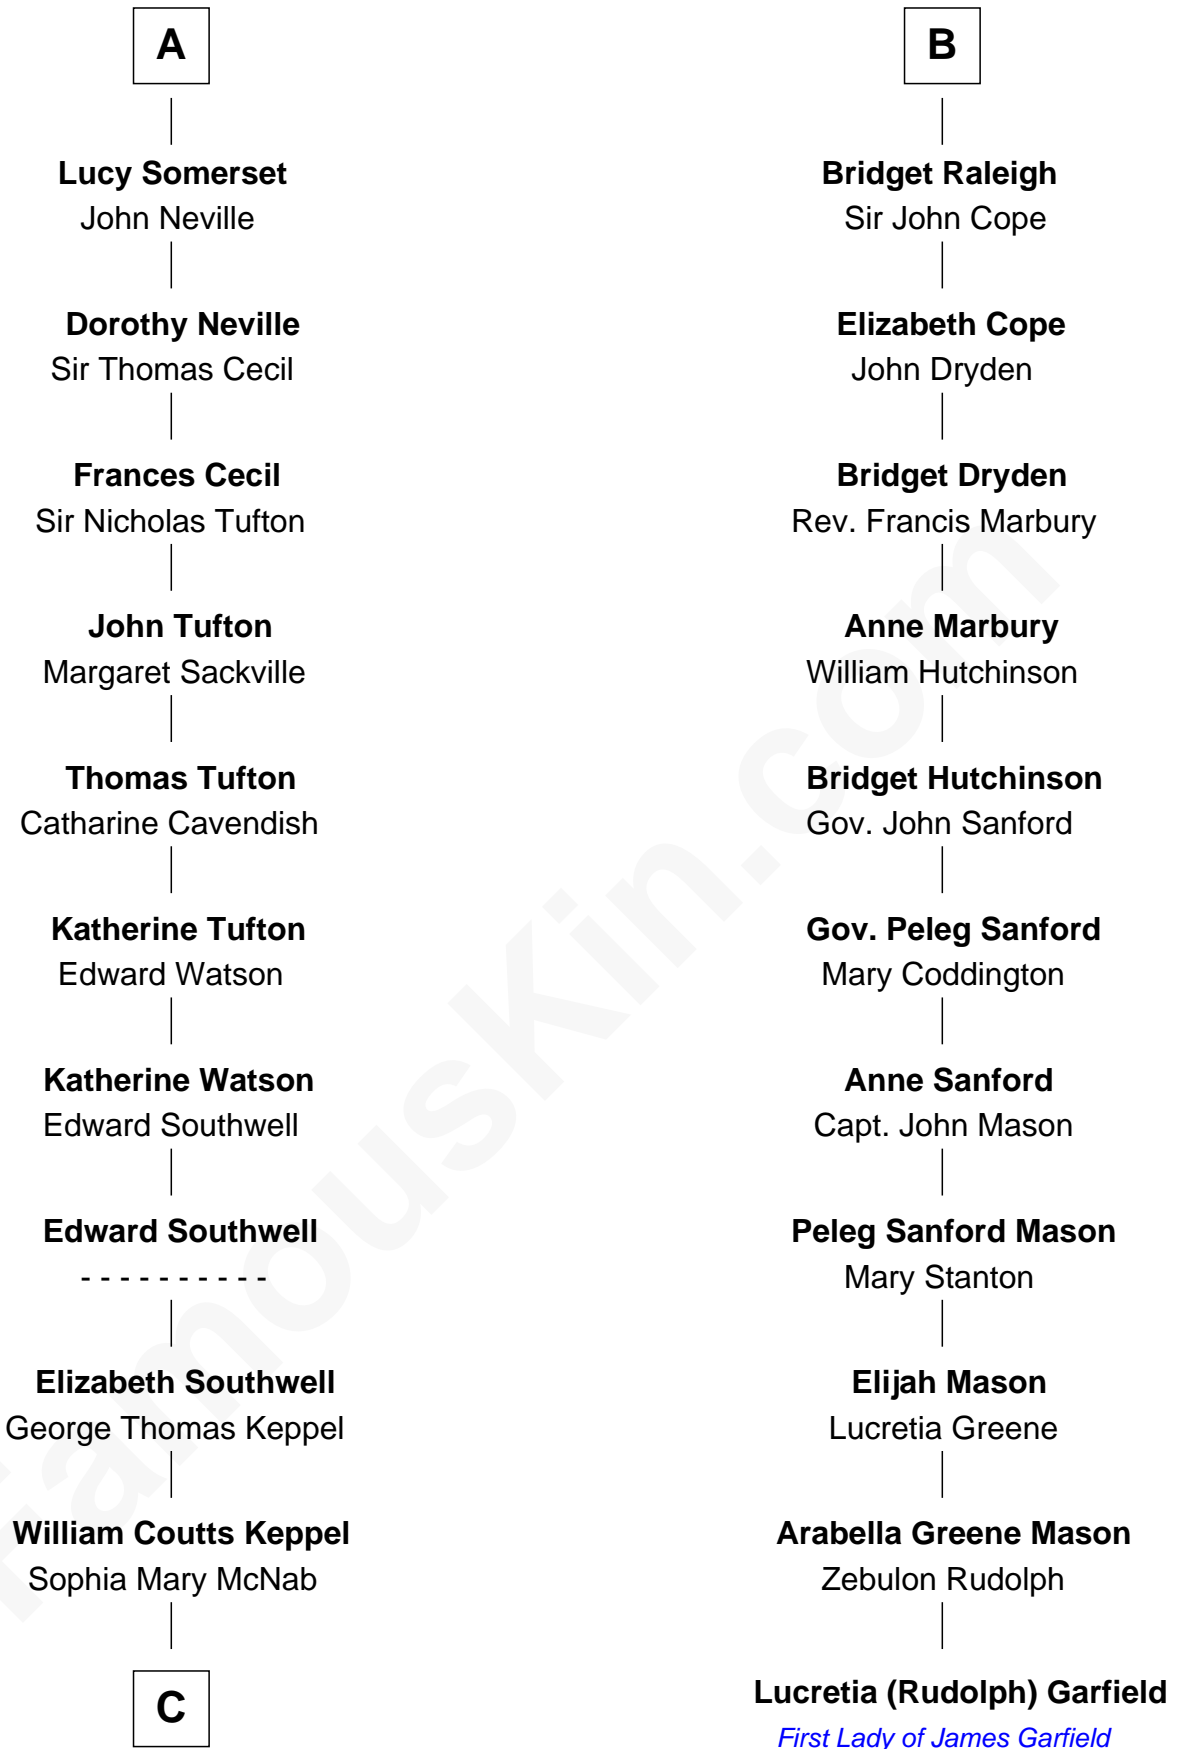 A
Lucy Somerset
John Neville
Dorothy Neville
Sir Thomas Cecil
Frances Cecil
Sir Nicholas Tufton
John Tufton
Margaret Sackville
Thomas Tufton
Catharine Cavendish
Katherine Tufton
Edward Watson
Katherine Watson
Edward Southwell
Edward Southwell
- - - - - - - - - -
Elizabeth Southwell
George Thomas Keppel
William Coutts Keppel
Sophia Mary McNab
C
B
Bridget Raleigh
Sir John Cope
Elizabeth Cope
John Dryden
Bridget Dryden
Rev. Francis Marbury
Anne Marbury
William Hutchinson
Bridget Hutchinson
Gov. John Sanford
Gov. Peleg Sanford
Mary Coddington
Anne Sanford
Capt. John Mason
Peleg Sanford Mason
Mary Stanton
Elijah Mason
Lucretia Greene
Arabella Greene Mason
Zebulon Rudolph
Lucretia (Rudolph) Garfield
First Lady of James Garfield
FamousKin.com